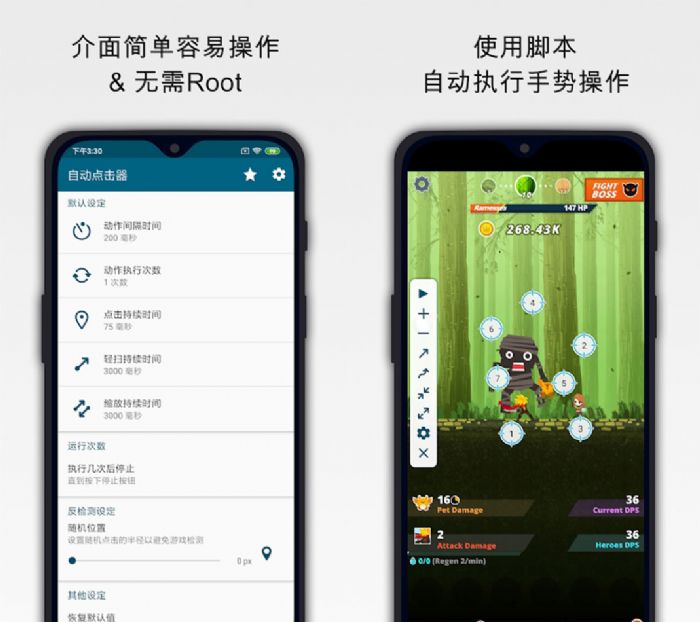 介面简单容易操作
& 无需Root
使用脚本
自动执行手势操作
下午3:30
自动点击器
默认设定
动作间隔时间
200 毫秒
动作执行次数
1 次数
点击持续时间
75 毫秒
轻扫持续时间
3000 毫秒
缩放持续时间
3000 毫秒
运行次数
执行几次后停止
直到按下停止按钮
反检测设定
随机位置
设置随机点击的半径以避免游戏检测
0 px
其他设定
恢复默认值
10
FIGHT
BOSS
Ramesses
147 HP
268.43K
4
6
2
7
5
1
3
16
Pet Damage
36
Current DPS
2
Attack Damage
36
Heroes DPS
0/0 (Regen 2/min)